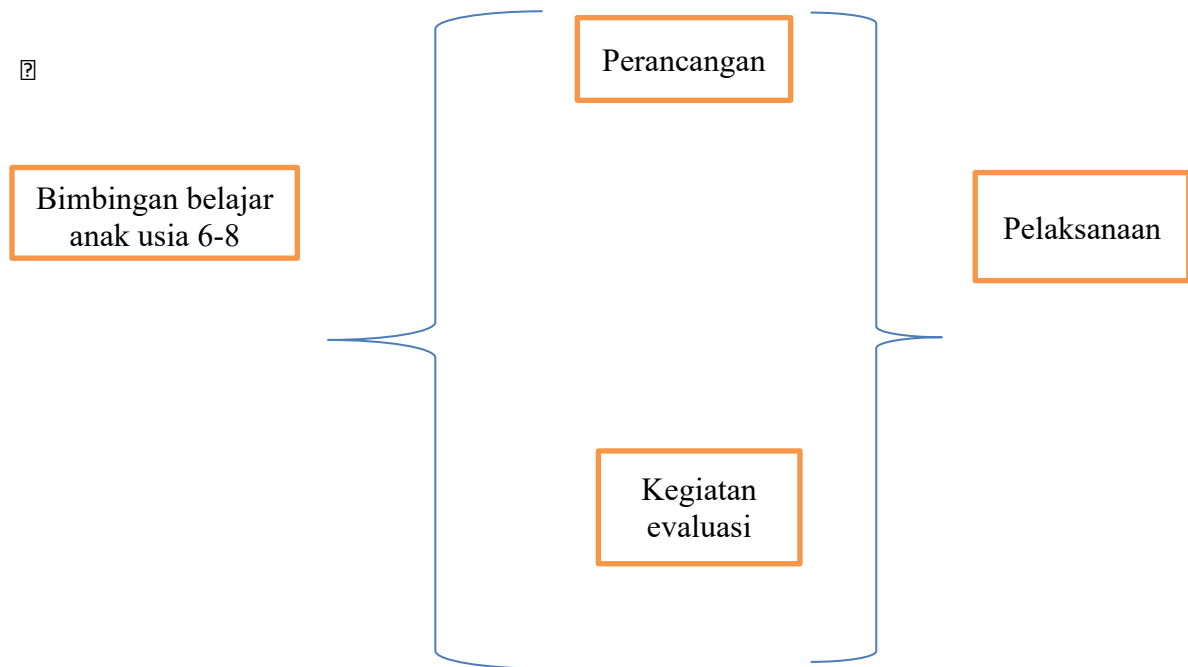 Perancangan
Bimbingan belajar
anak usia 6-8
Pelaksanaan
Kegiatan
evaluasi